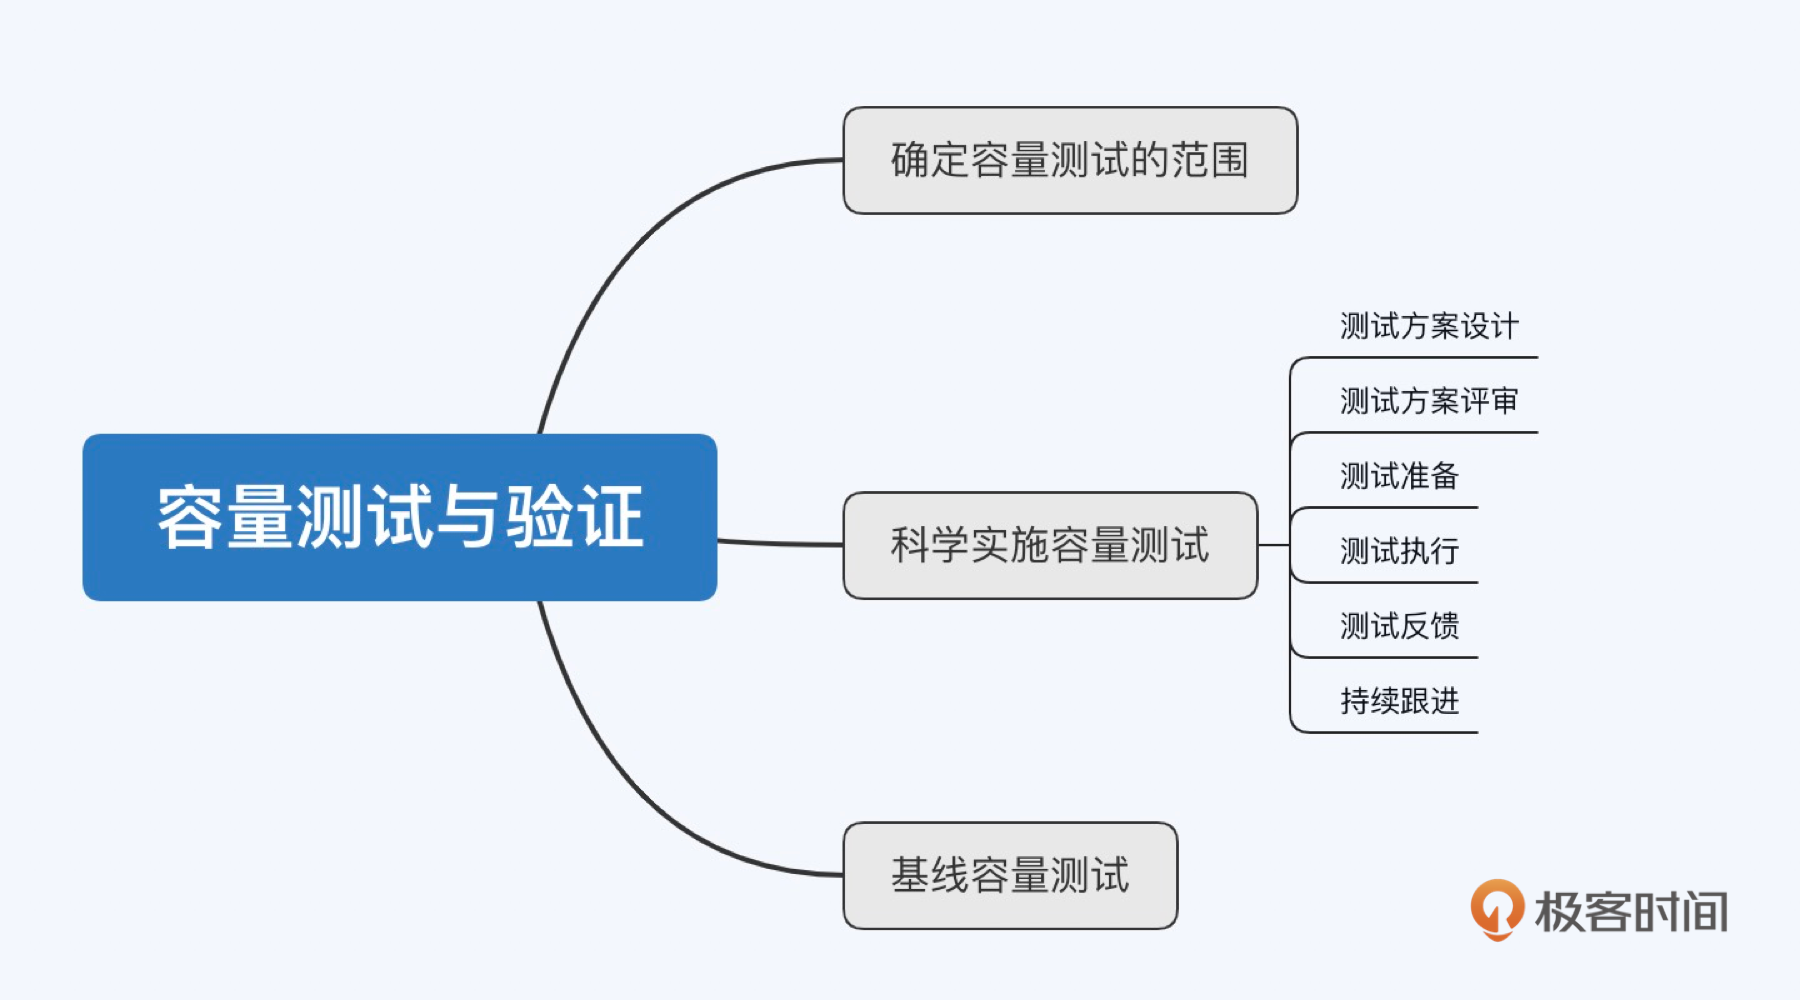 确定容量测试的范围
容量测试与验证
科学实施容量测试
测试方案设计
测试方案评审
测试准备
测试执行
测试反馈
持续跟进
基线容量测试
极客时间